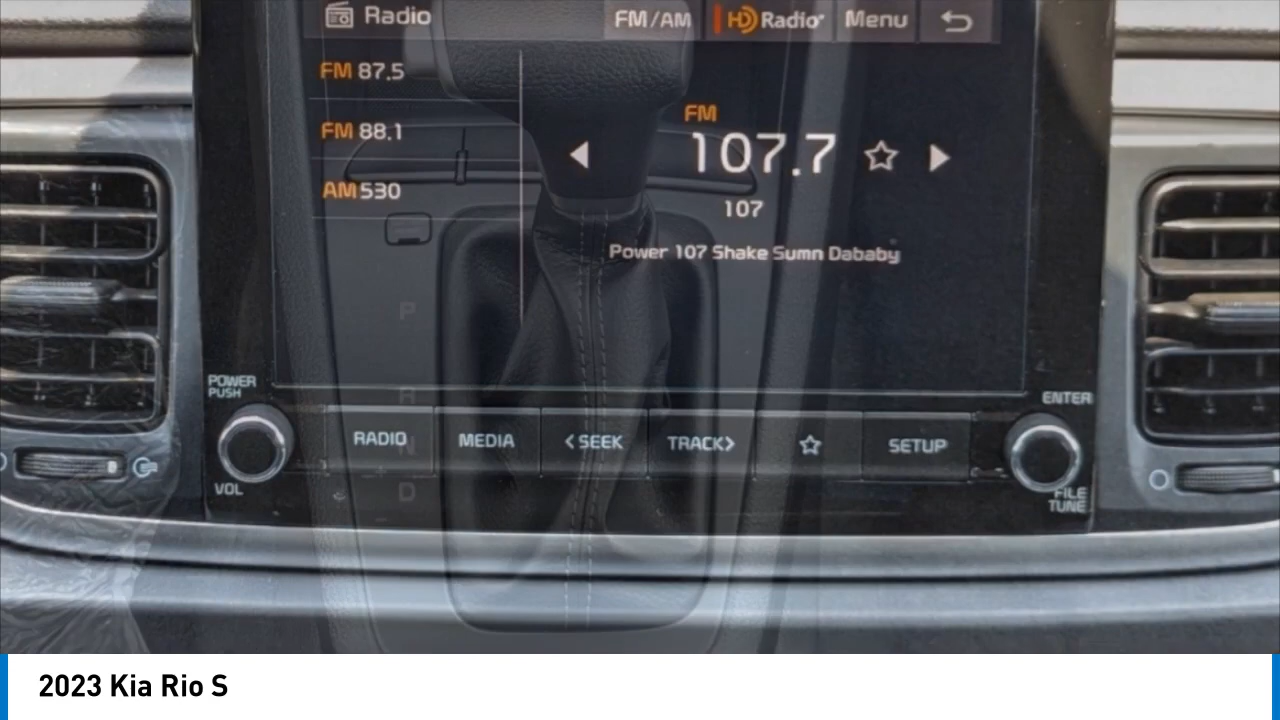 Radio
FM/AM
HD Radio
Menu
FM 87.5
FM 88.1
AM 530
FM
107.7
107
Power 107 Shake Sumn Dababy
P
R
N
D
POWER
PUSH
VOL
RADIO
MEDIA
<SEEK
TRACK>
SETUP
ENTER
FILE
TUNE
2023 Kia Rio S